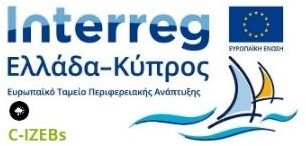 Interreg
ΕΥΡΩΠΑΪΚΗ ΕΝΩΣΗ
Ελλάδα-Κύπρος
Ευρωπαϊκό Ταμείο Περιφερειακής Ανάπτυξης
C-IZEBs